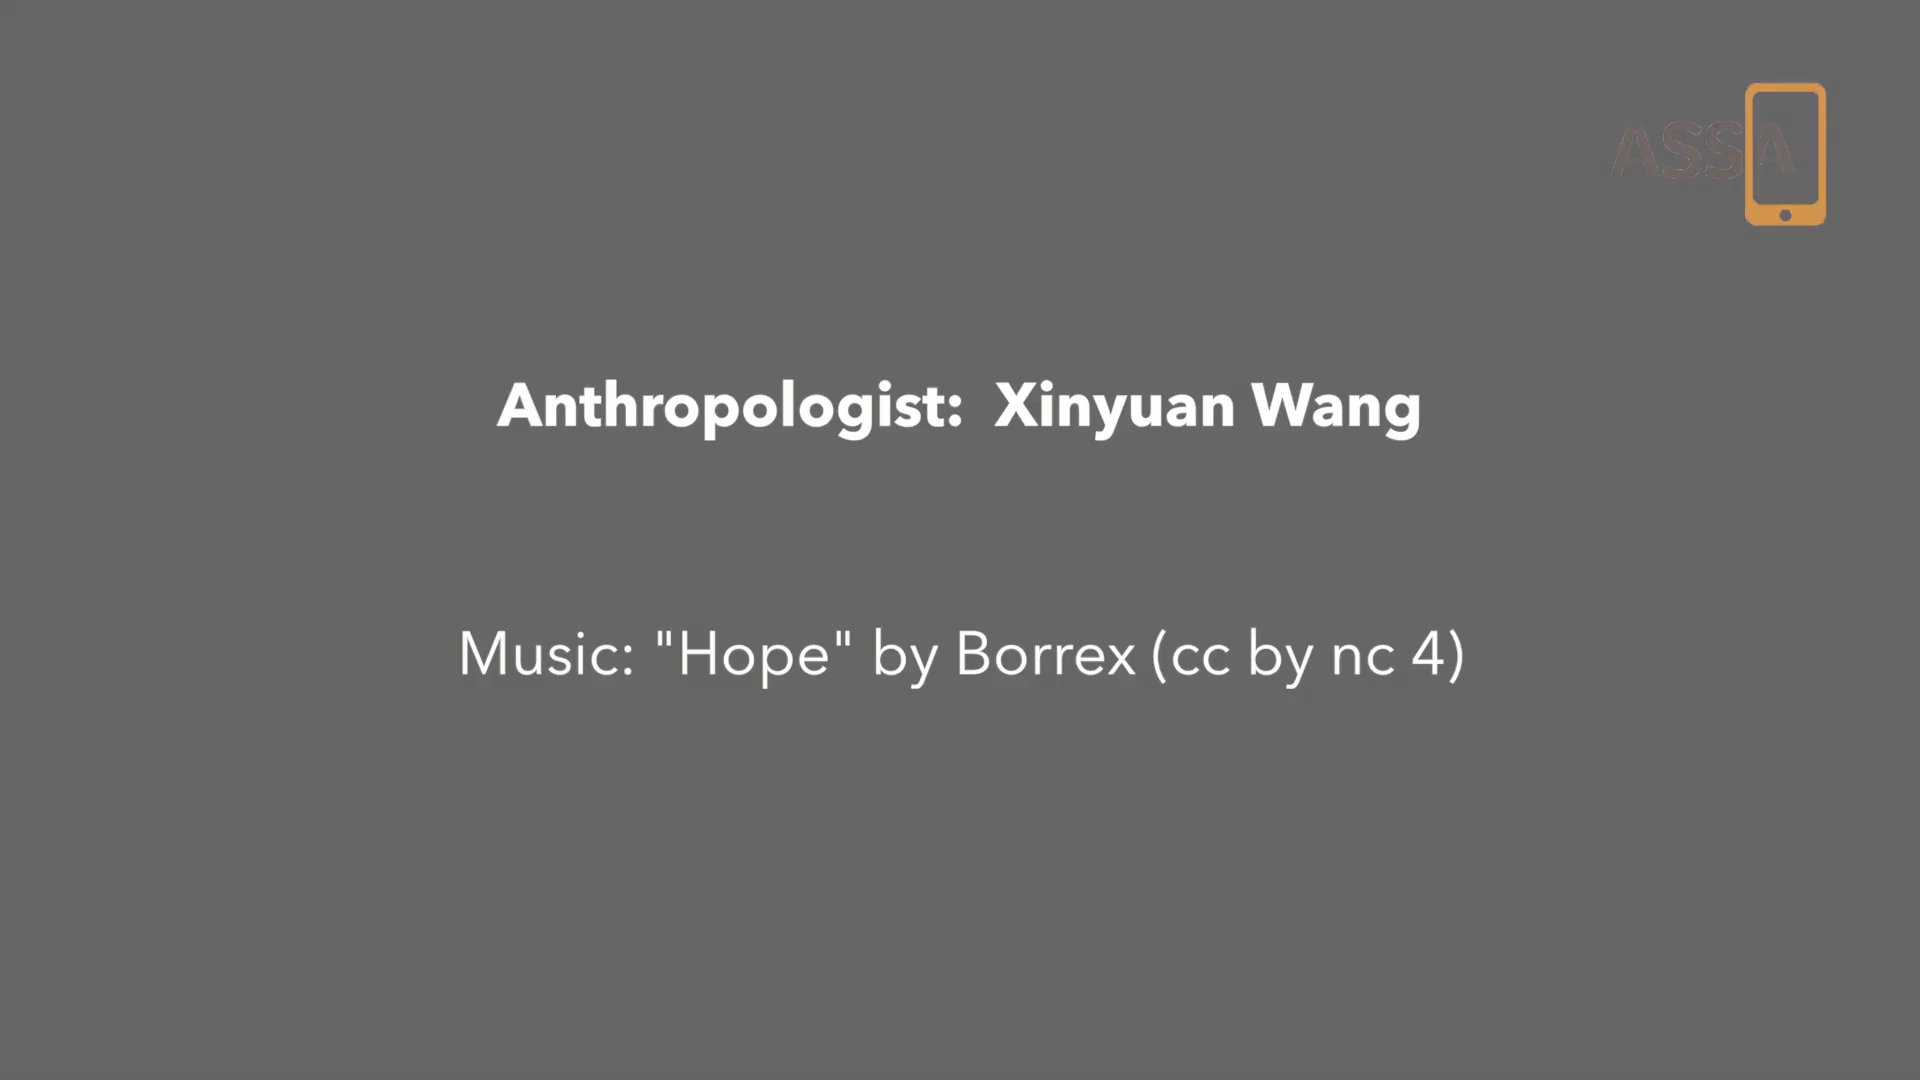 ASSA
Anthropologist: Xinyuan Wang
Music: "Hope" by Borrex (cc by nc 4)